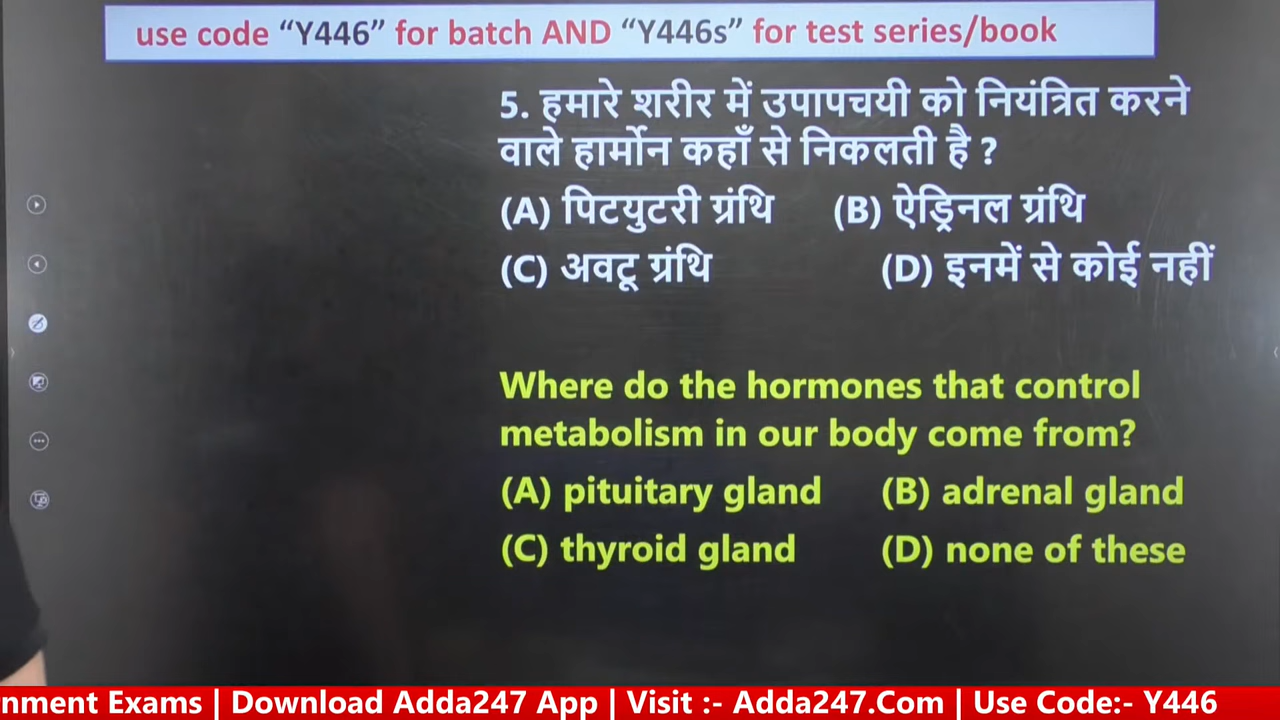 use code “Y446” for batch AND “Y446s” for test series/book
5. हमारे शरीर में उपापचयी को नियंत्रित करने
वाले हार्मोन कहाँ से निकलती है ?
(A) पिटयुटरी ग्रंथि (B) ऐड्रिनल ग्रंथि
(C) अवटू ग्रंथि (D) इनमें से कोई नहीं
Where do the hormones that control
metabolism in our body come from?
(A) pituitary gland (B) adrenal gland
(C) thyroid gland (D) none of these
nment Exams | Download Adda247 App | Visit :- Adda247.Com | Use Code:- Y446